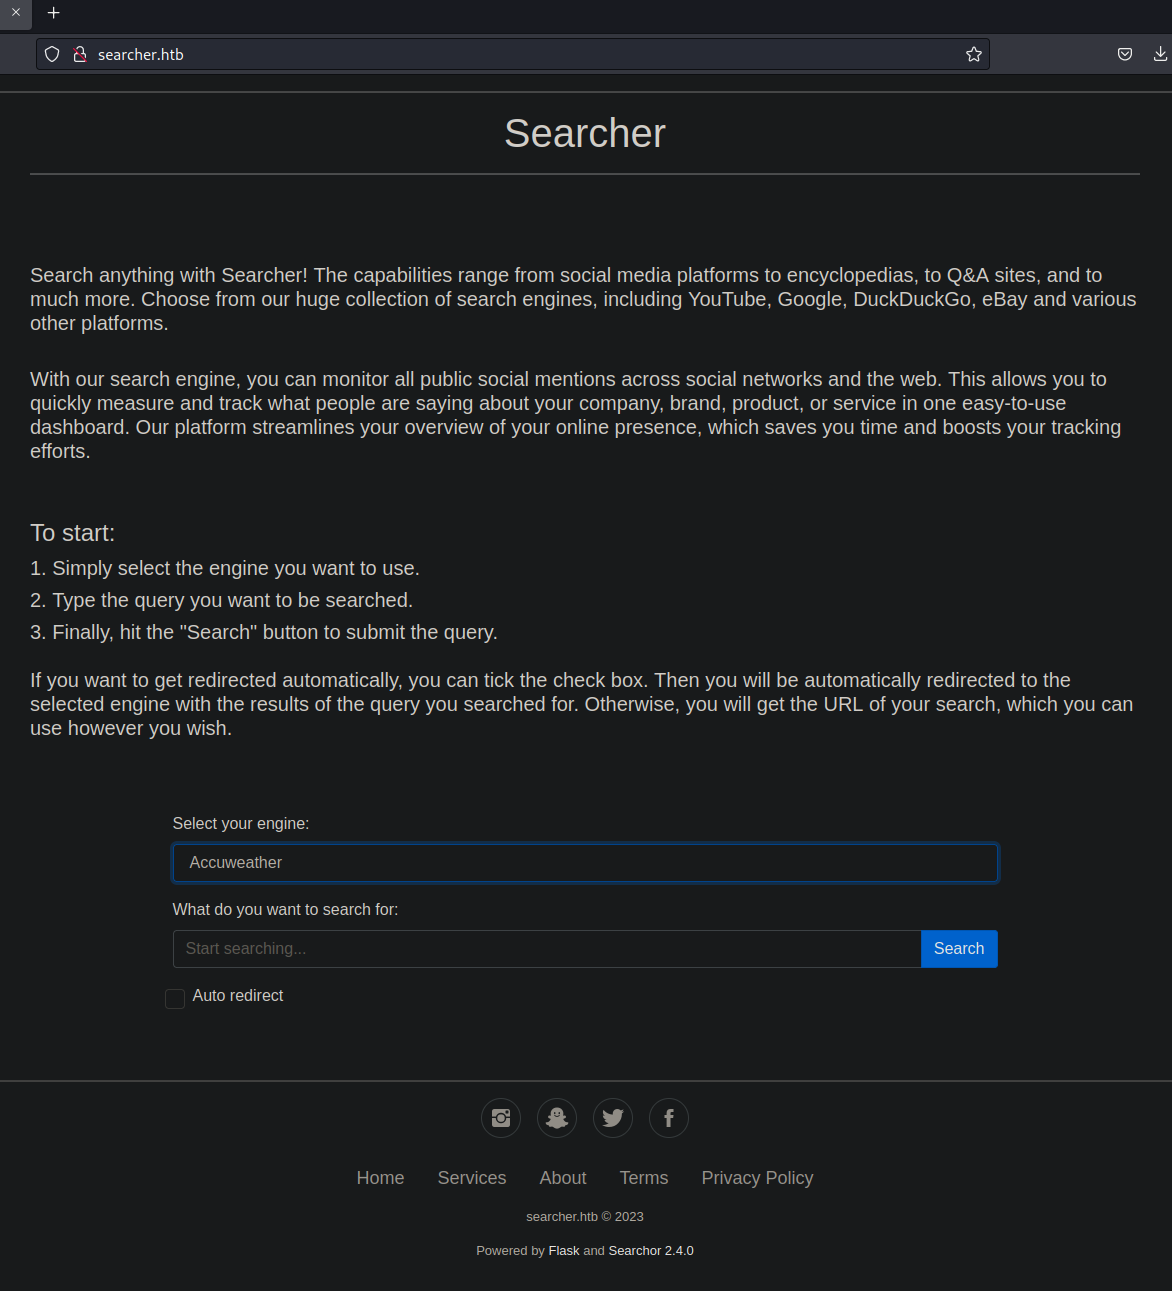 searcher.htb
Searcher
Search anything with Searcher! The capabilities range from social media platforms to encyclopedias, to Q&A sites, and to
much more. Choose from our huge collection of search engines, including YouTube, Google, DuckDuckGo, eBay and various
other platforms.
With our search engine, you can monitor all public social mentions across social networks and the web. This allows you to
quickly measure and track what people are saying about your company, brand, product, or service in one easy-to-use
dashboard. Our platform streamlines your overview of your online presence, which saves you time and boosts your tracking
efforts.
To start:
1. Simply select the engine you want to use.
2. Type the query you want to be searched.
3. Finally, hit the "Search" button to submit the query.
If you want to get redirected automatically, you can tick the check box. Then you will be automatically redirected to the
selected engine with the results of the query you searched for. Otherwise, you will get the URL of your search, which you can
use however you wish.
Select your engine:
Accuweather
What do you want to search for:
Start searching... Search
Auto redirect
Home Services About Terms Privacy Policy
searcher.htb © 2023
Powered by Flask and Searchor 2.4.0